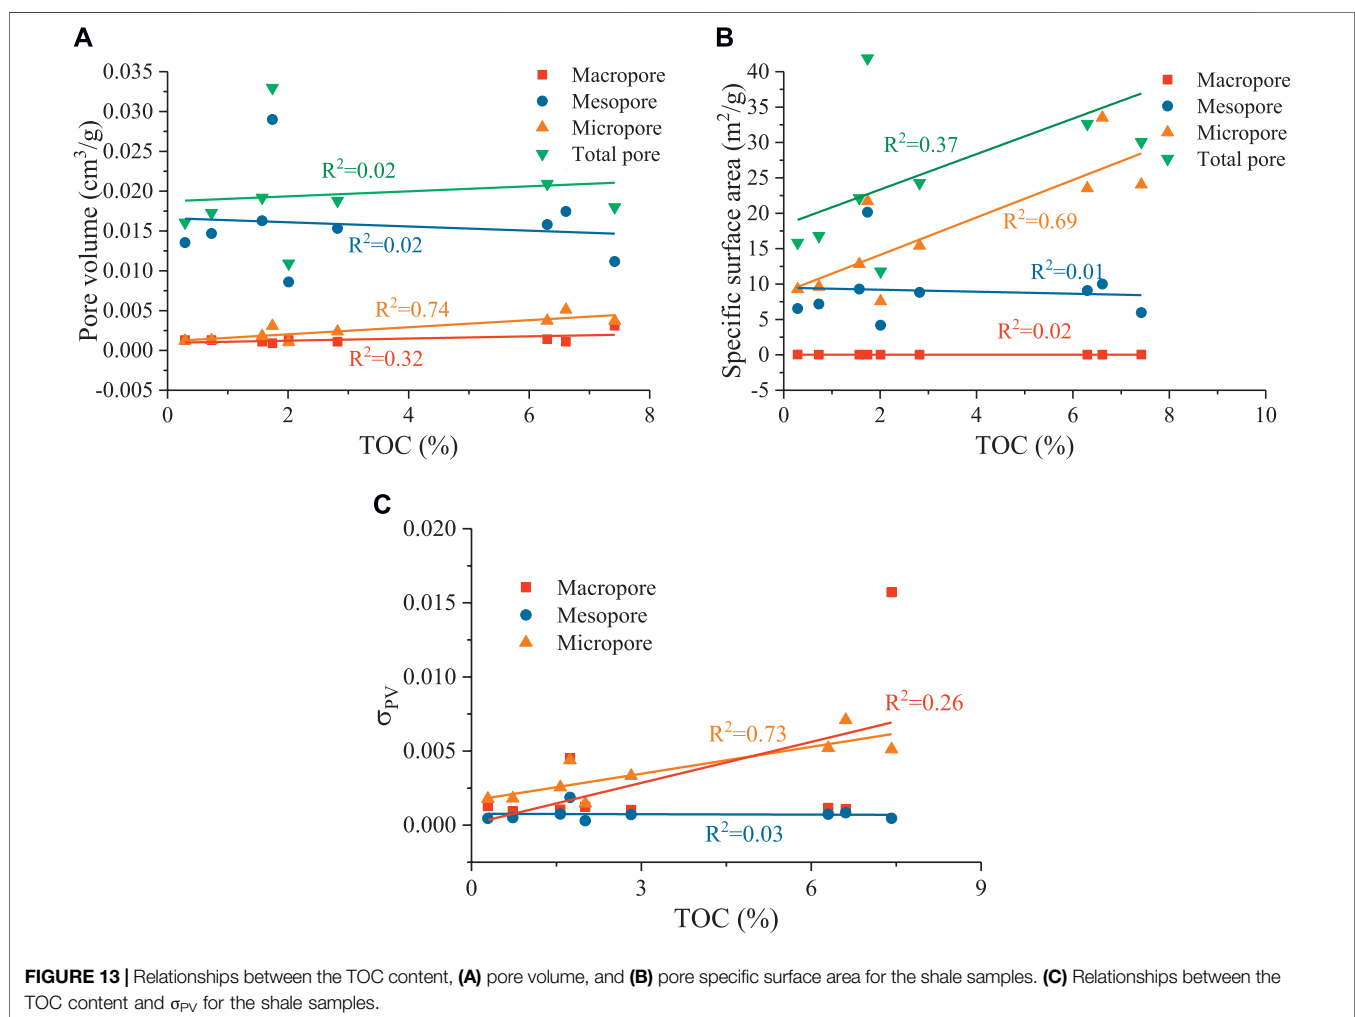 A
Pore volume (cm³/g)
0.035
0.030
0.025
0.020
0.015
0.010
0.005
0.000
-0.005
0 2 4 6 8
TOC (%)
Macropore
Mesopore
Micropore
Total pore
R²=0.02
R²=0.02
R²=0.74
R²=0.32
B
Specific surface area (m²/g)
40
35
30
25
20
15
10
5
0
-5
0 2 4 6 8 10
TOC (%)
Macropore
Mesopore
Micropore
Total pore
R²=0.37
R²=0.69
R²=0.01
R²=0.02
C
σPV
0.020
0.015
0.010
0.005
0.000
0 3 6 9
TOC (%)
Macropore
Mesopore
Micropore
R²=0.26
R²=0.73
R²=0.03
FIGURE 13 | Relationships between the TOC content, (A) pore volume, and (B) pore specific surface area for the shale samples. (C) Relationships between the
TOC content and σPV for the shale samples.